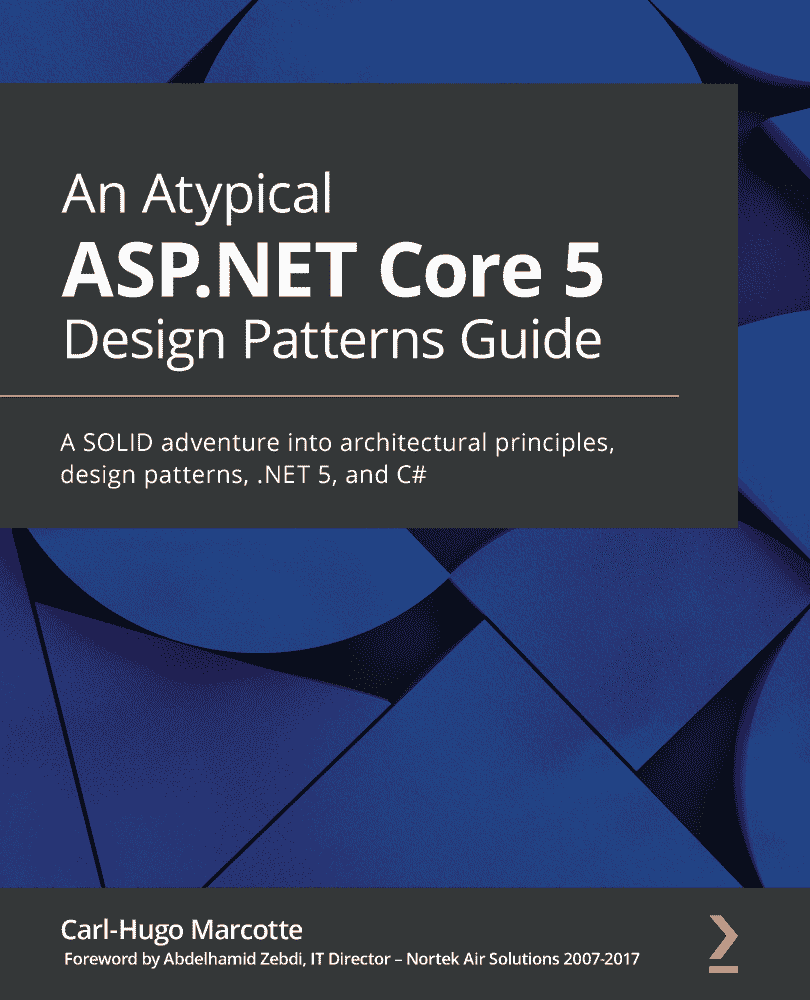 An Atypical
ASP.NET Core 5
Design Patterns Guide
A SOLID adventure into architectural principles,
design patterns, .NET 5, and C#
Carl-Hugo Marcotte
Foreword by Abdelhamid Zebdi, IT Director – Nortek Air Solutions 2007-2017